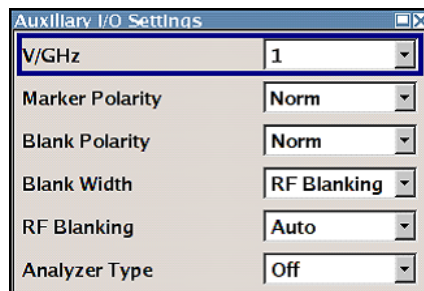 Auxiliary I/O Settings
V/GHz 1
Marker Polarity Norm
Blank Polarity Norm
Blank Width RF Blanking
RF Blanking Auto
Analyzer Type Off